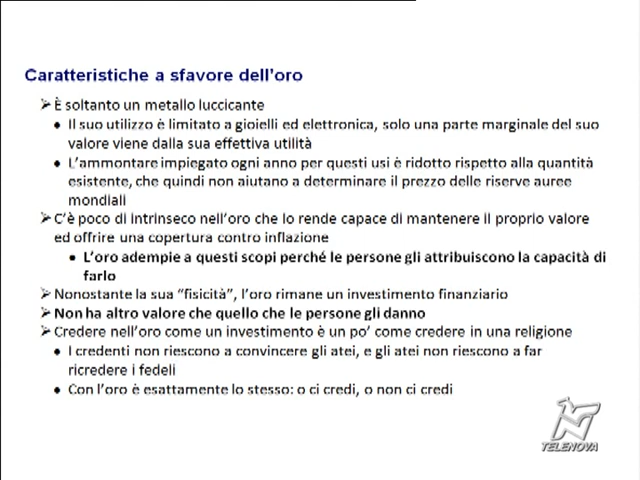 Caratteristiche a sfavore dell'oro
➢ È soltanto un metallo luccicante
• Il suo utilizzo è limitato a gioielli ed elettronica, solo una parte marginale del suo
valore viene dalla sua effettiva utilità
• L'ammontare impiegato ogni anno per questi usi è ridotto rispetto alla quantità
esistente, che quindi non aiutano a determinare il prezzo delle riserve auree
mondiali
➢ C'è poco di intrinseco nell'oro che lo rende capace di mantenere il proprio valore
ed offrire una copertura contro inflazione
• L'oro adempie a questi scopi perché le persone gli attribuiscono la capacità di
farlo
➢ Nonostante la sua "fisicità", l'oro rimane un investimento finanziario
➢ Non ha altro valore che quello che le persone gli danno
➢ Credere nell'oro come un investimento è un po' come credere in una religione
• I credenti non riescono a convincere gli atei, e gli atei non riescono a far
ricredere i fedeli
• Con l'oro è esattamente lo stesso: o ci credi, o non ci credi
TELENOVA